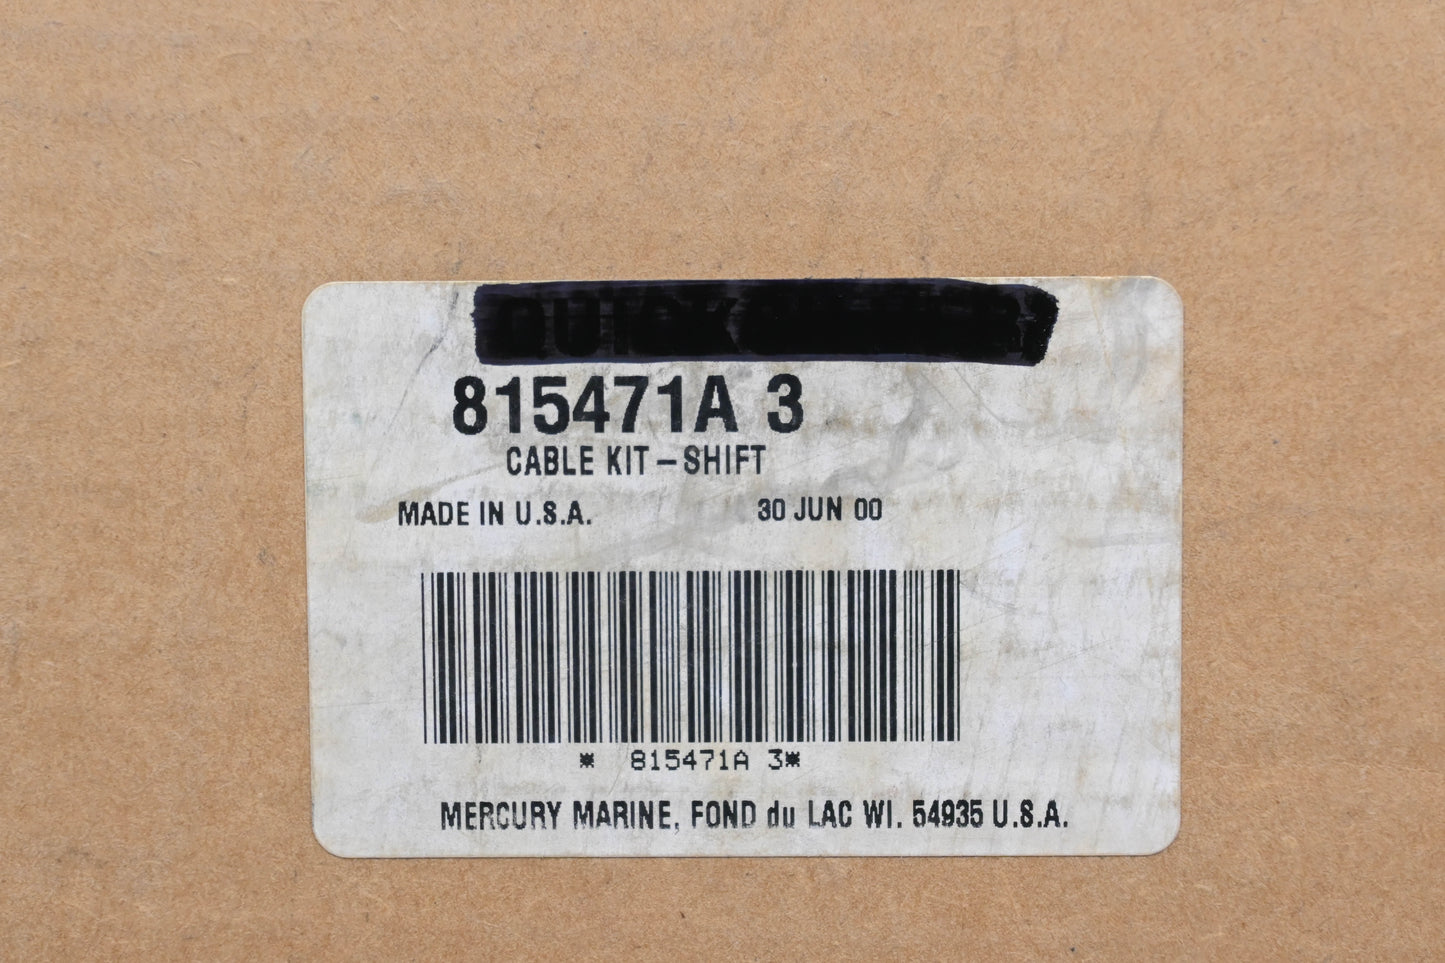 815471A 3
CABLE KIT – SHIFT
MADE IN U.S.A. 30 JUN 00
* 815471A 3*
MERCURY MARINE, FOND du LAC WI. 54935 U.S.A.